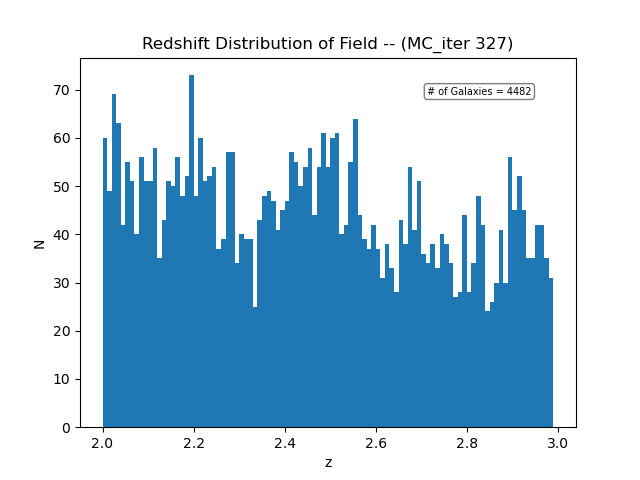 Redshift Distribution of Field -- (MC_iter 327)
# of Galaxies = 4482
70
60
50
40
30
20
10
0
N
2.0 2.2 2.4 2.6 2.8 3.0
z